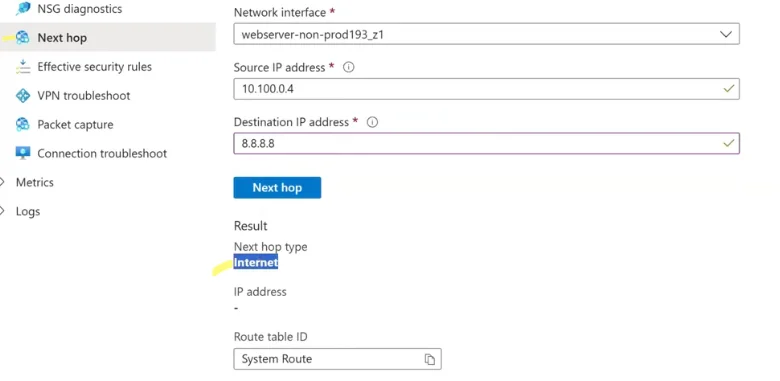 NSG diagnostics
Next hop
Effective security rules
VPN troubleshoot
Packet capture
Connection troubleshoot
Metrics
Logs
Network interface *
webserver-non-prod193_z1
Source IP address *
10.100.0.4
Destination IP address *
8.8.8.8
Next hop
Result
Next hop type
Internet
IP address
-
Route table ID
System Route